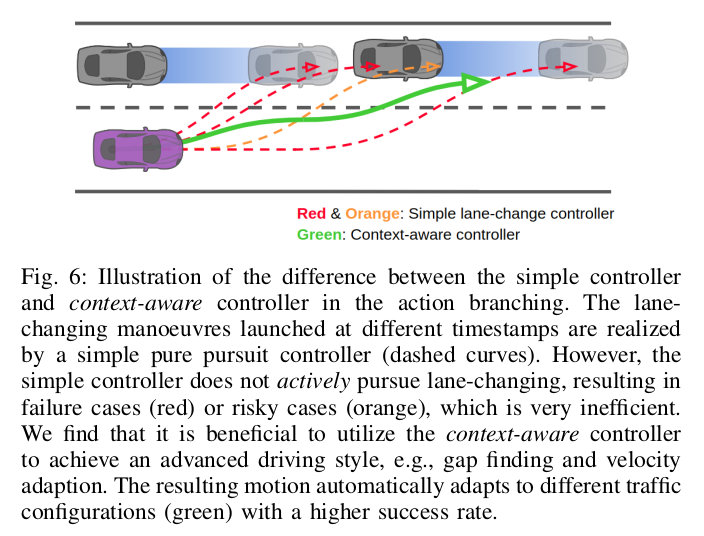 Red & Orange: Simple lane-change controller
Green: Context-aware controller
Fig. 6: Illustration of the difference between the simple controller
and context-aware controller in the action branching. The lane-
changing manoeuvres launched at different timestamps are realized
by a simple pure pursuit controller (dashed curves). However, the
simple controller does not actively pursue lane-changing, resulting in
failure cases (red) or risky cases (orange), which is very inefficient.
We find that it is beneficial to utilize the context-aware controller
to achieve an advanced driving style, e.g., gap finding and velocity
adaption. The resulting motion automatically adapts to different traffic
configurations (green) with a higher success rate.